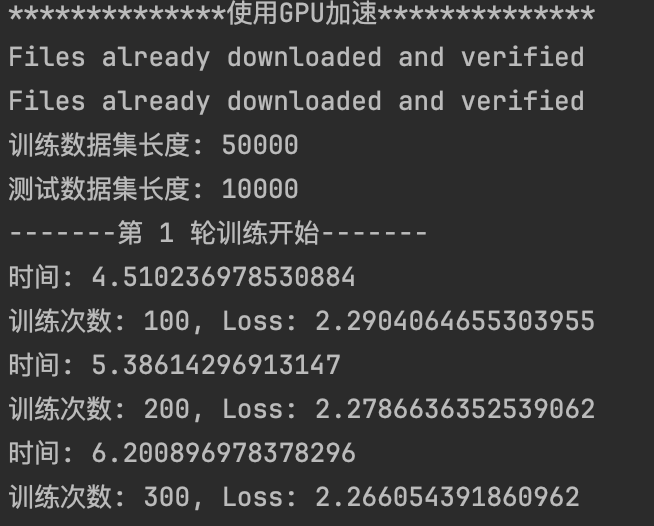 **************使用GPU加速**************
Files already downloaded and verified
Files already downloaded and verified
训练数据集长度: 50000
测试数据集长度: 10000
-------第 1 轮训练开始-------
时间: 4.510236978530884
训练次数: 100, Loss: 2.2904064655303955
时间: 5.38614296913147
训练次数: 200, Loss: 2.2786636352539062
时间: 6.200896978378296
训练次数: 300, Loss: 2.266054391860962